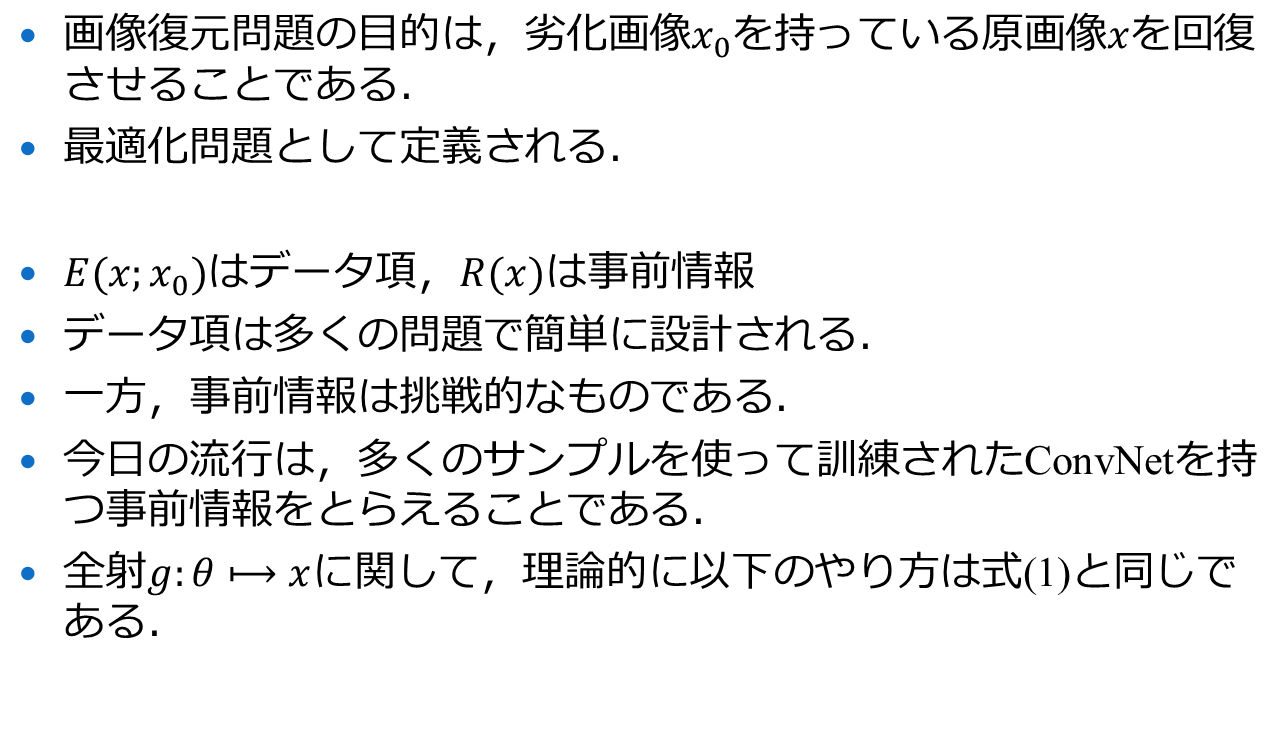 • 画像復元問題の目的は，劣化画像x₀を持っている原画像xを回復
させることである．
• 最適化問題として定義される．
• E(x; x₀)はデータ項，R(x)は事前情報
• データ項は多くの問題で簡単に設計される．
• 一方，事前情報は挑戦的なものである．
• 今日の流行は，多くのサンプルを使って訓練されたConvNetを持
つ事前情報をとらえることである．
• 全射g: θ ⟼ xに関して，理論的に以下のやり方は式(1)と同じで
ある．